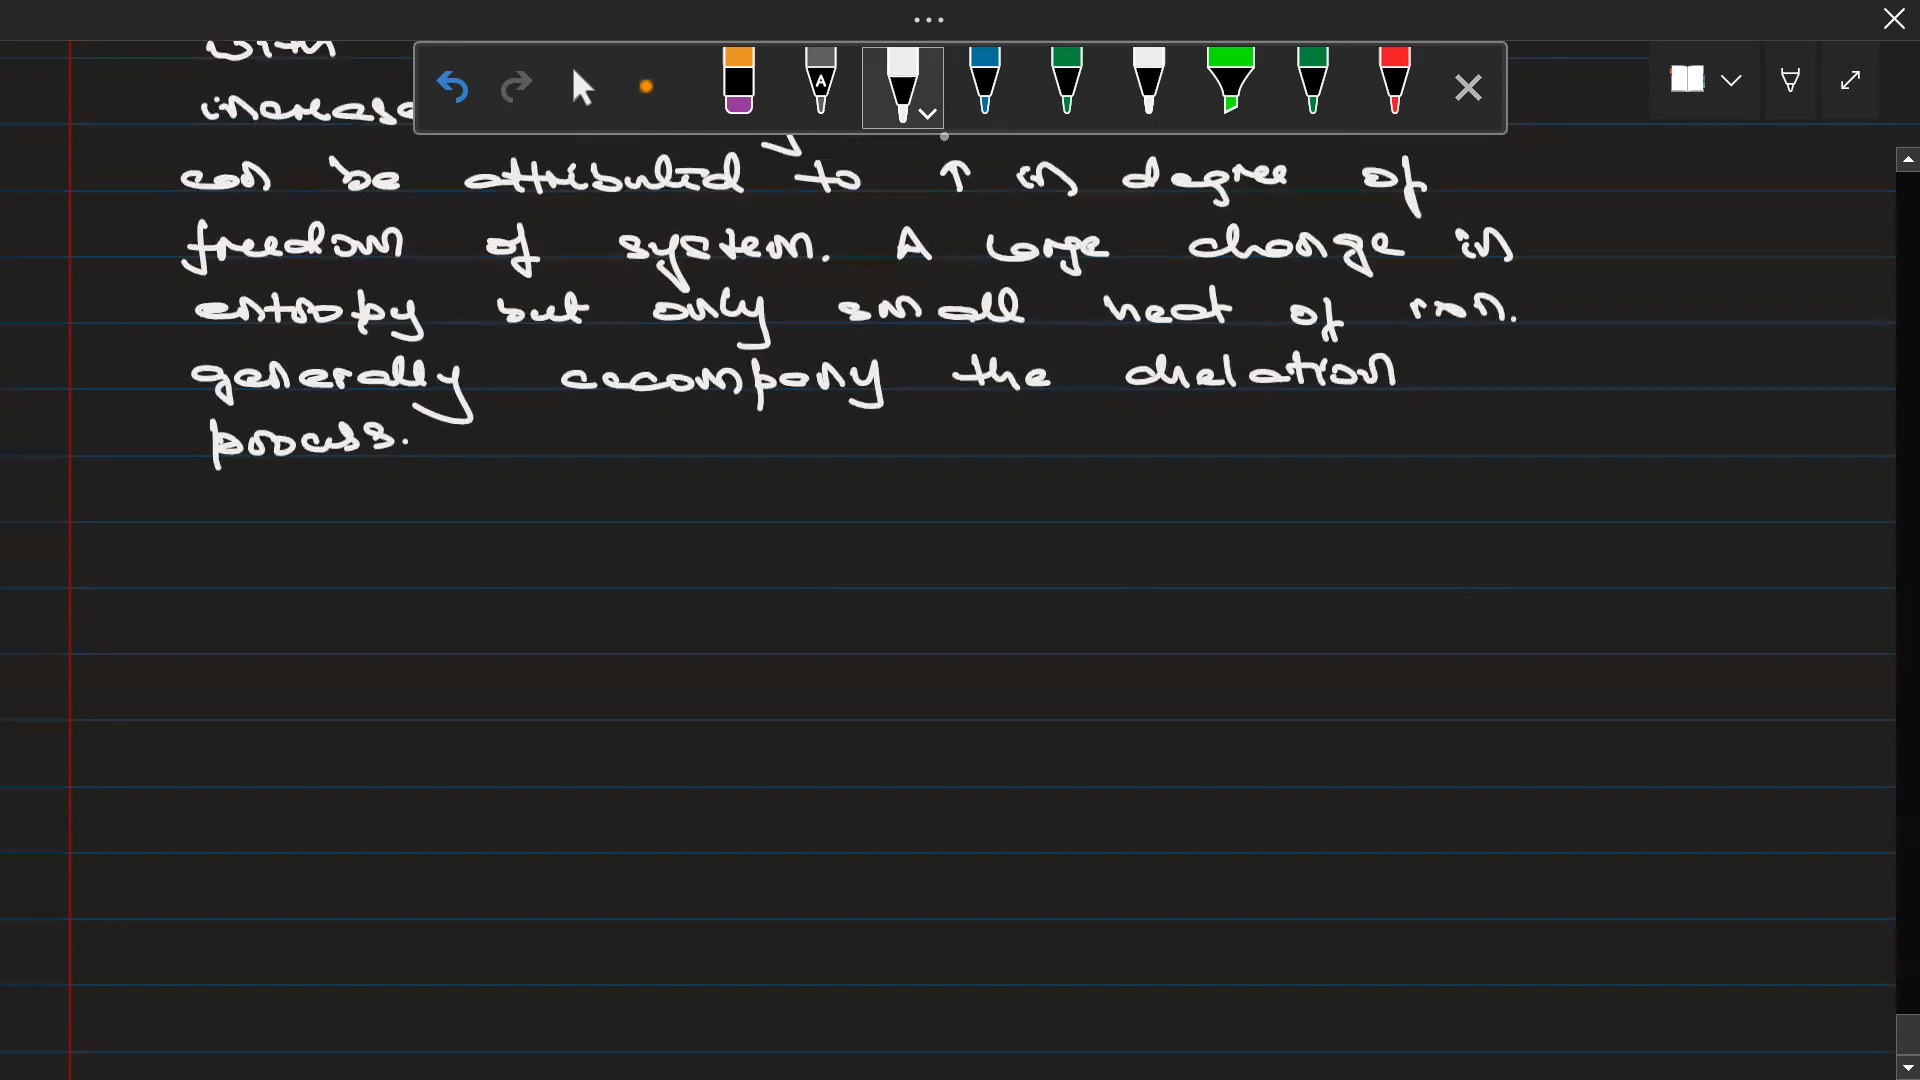 increase
can be attributed to ↑ in degree of
freedom of system. A large change in
entropy but only small heat of rxn.
generally accompany the chelation
process.